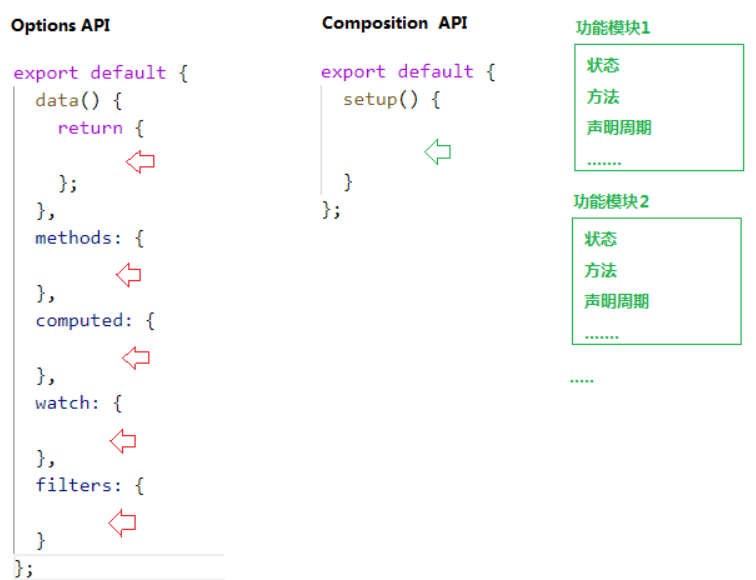 Options API
export default {
data() {
return {
};
},
methods: {
},
computed: {
},
watch: {
},
filters: {
}
};
Composition API
export default {
setup() {
}
};
功能模块1
状态
方法
声明周期
.......
功能模块2
状态
方法
声明周期
.......
.....